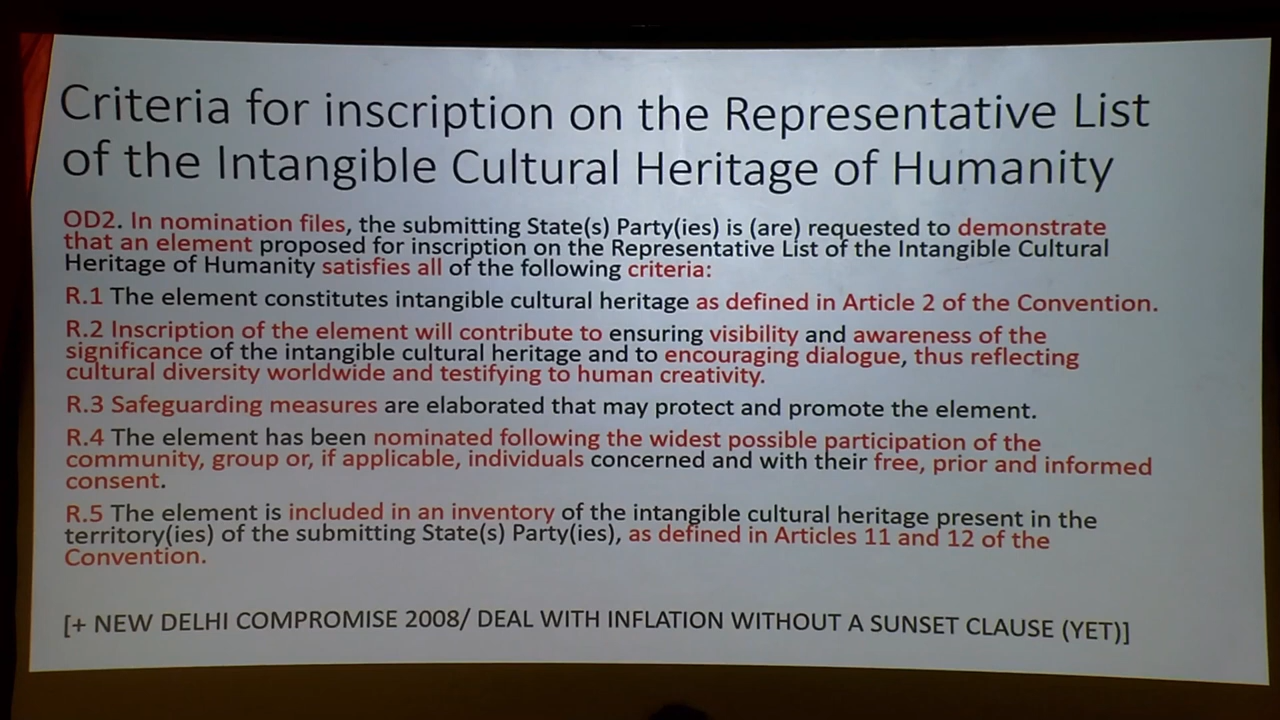 Criteria for inscription on the Representative List
of the Intangible Cultural Heritage of Humanity
OD2. In nomination files, the submitting State(s) Party(ies) is (are) requested to demonstrate
that an element proposed for inscription on the Representative List of the Intangible Cultural
Heritage of Humanity satisfies all of the following criteria:
R.1 The element constitutes intangible cultural heritage as defined in Article 2 of the Convention.
R.2 Inscription of the element will contribute to ensuring visibility and awareness of the
significance of the intangible cultural heritage and to encouraging dialogue, thus reflecting
cultural diversity worldwide and testifying to human creativity.
R.3 Safeguarding measures are elaborated that may protect and promote the element.
R.4 The element has been nominated following the widest possible participation of the
community, group or, if applicable, individuals concerned and with their free, prior and informed
consent.
R.5 The element is included in an inventory of the intangible cultural heritage present in the
territory(ies) of the submitting State(s) Party(ies), as defined in Articles 11 and 12 of the
Convention.
[+ NEW DELHI COMPROMISE 2008/ DEAL WITH INFLATION WITHOUT A SUNSET CLAUSE (YET)]